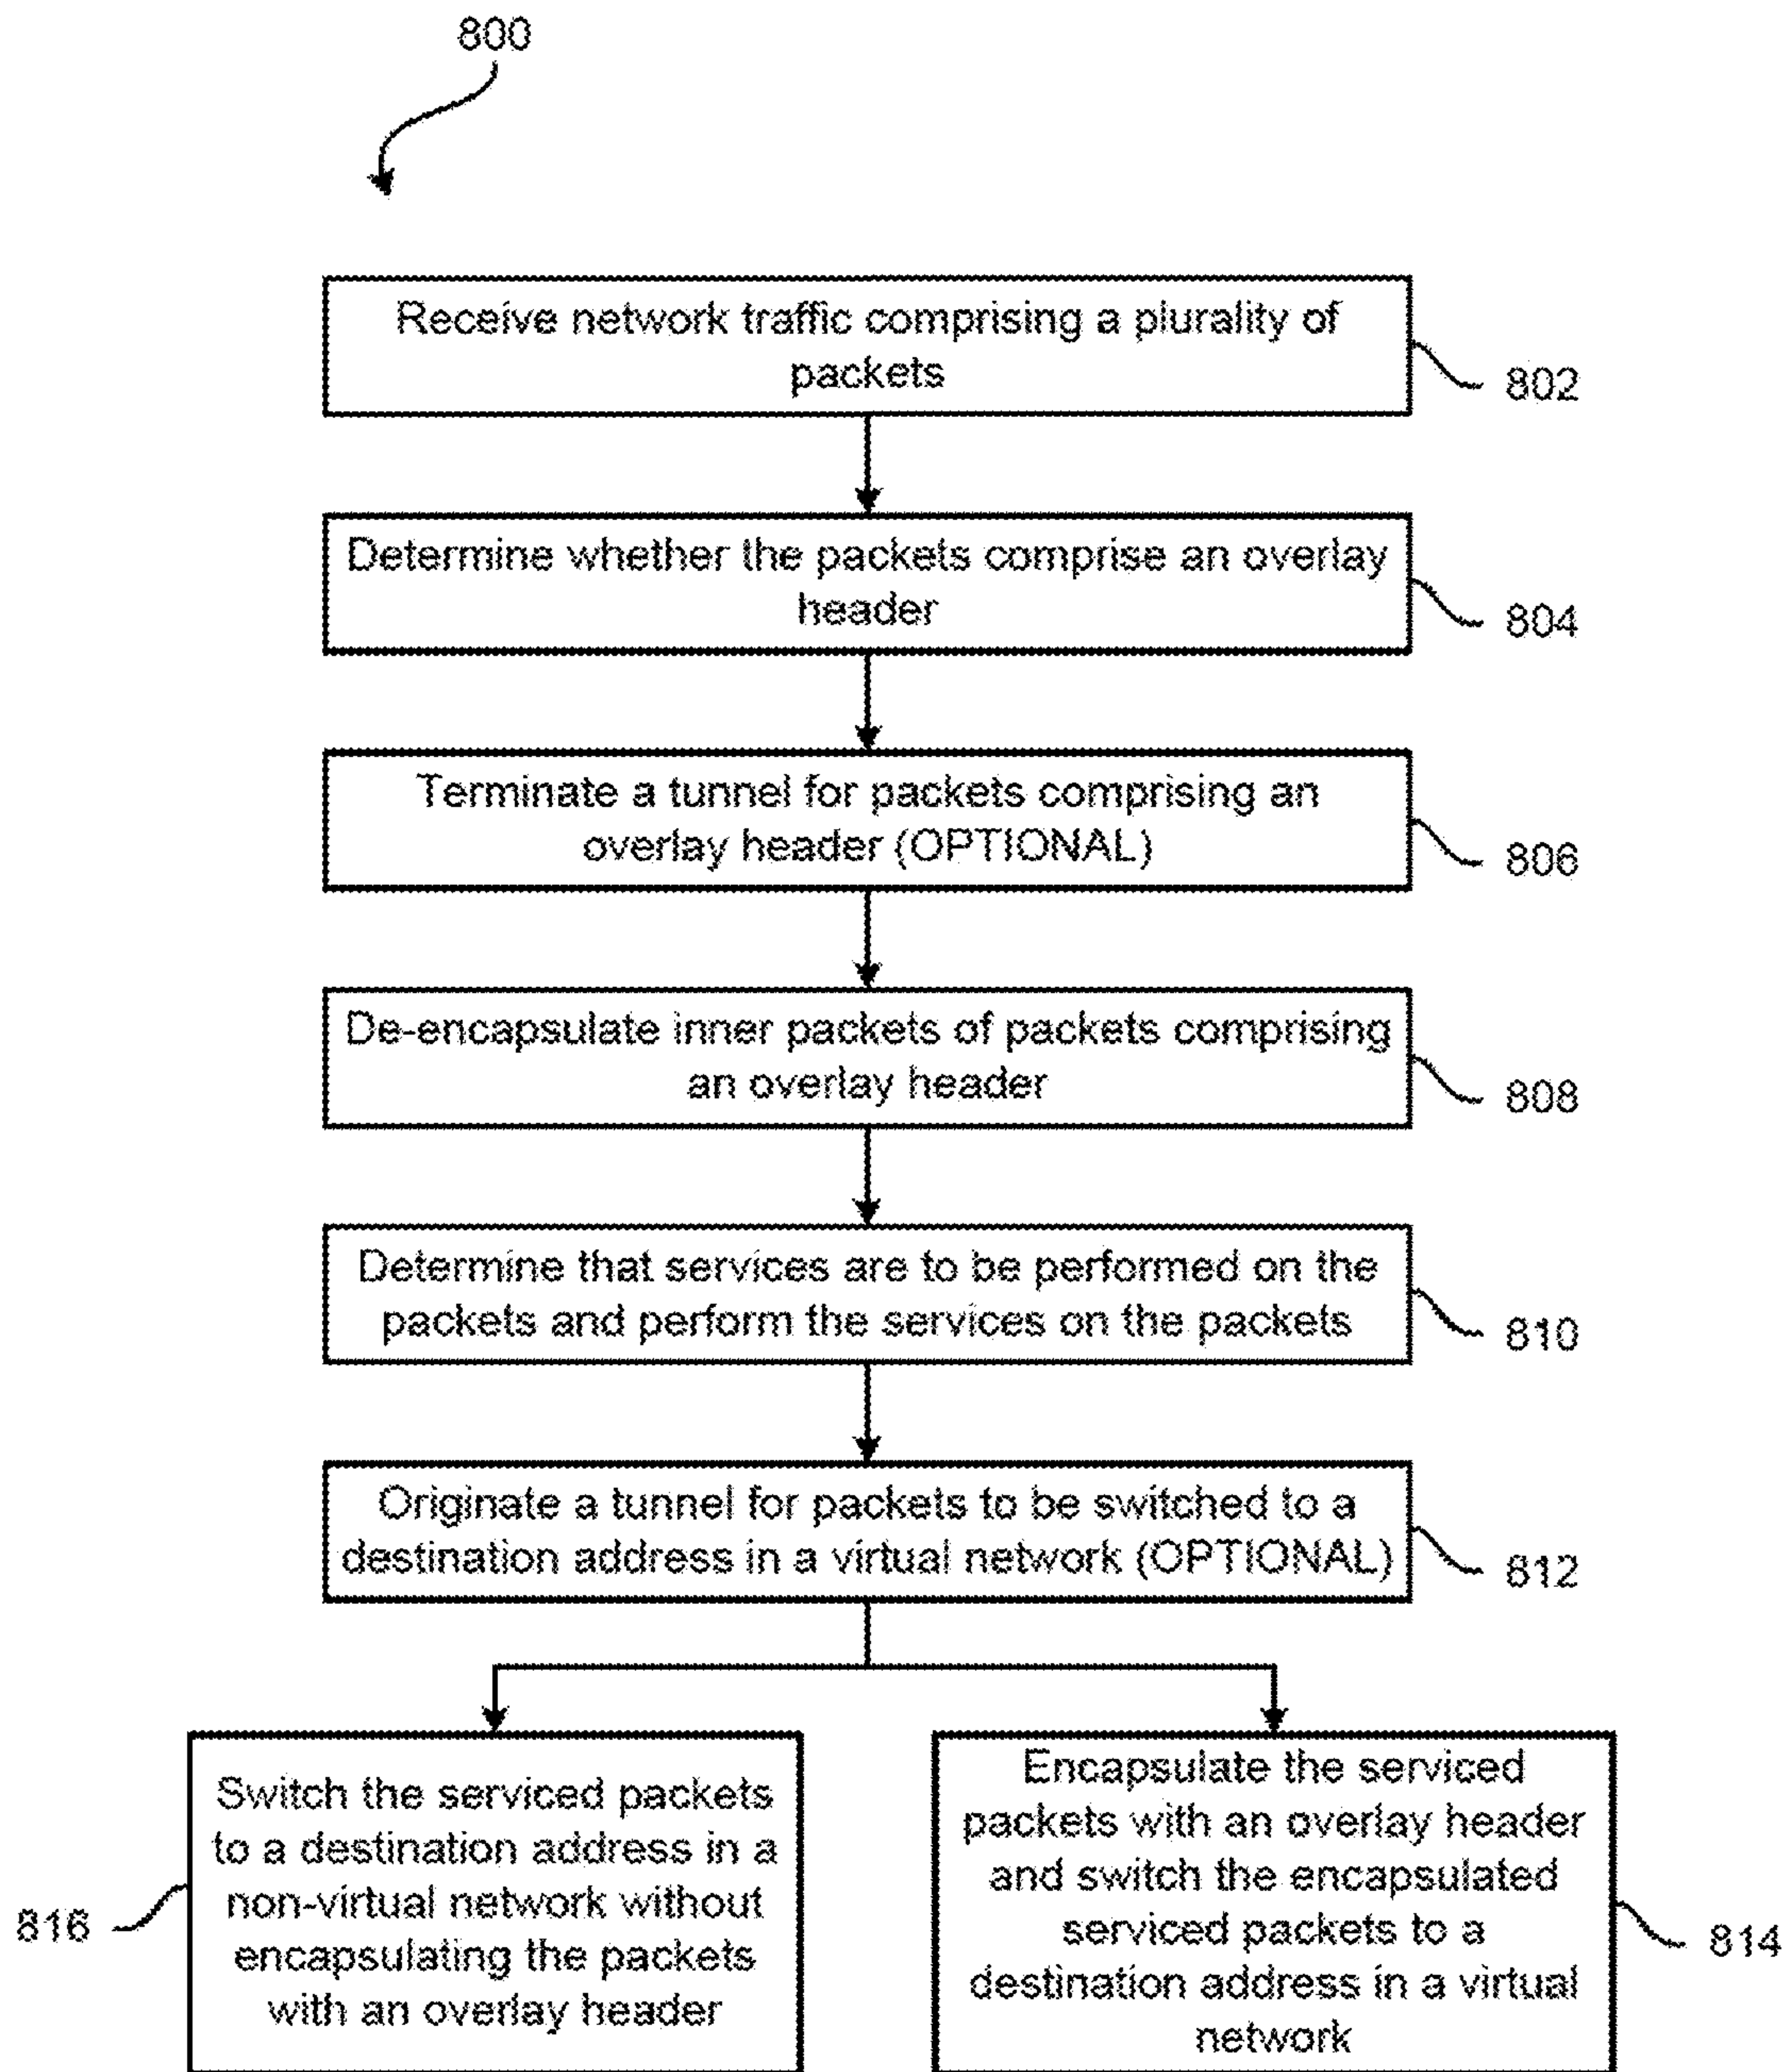 800
Receive network traffic comprising a plurality of
packets
802
Determine whether the packets comprise an overlay
header
804
Terminate a tunnel for packets comprising an
overlay header (OPTIONAL)
806
De-encapsulate inner packets of packets comprising
an overlay header
808
Determine that services are to be performed on the
packets and perform the services on the packets
810
Originate a tunnel for packets to be switched to a
destination address in a virtual network (OPTIONAL)
812
Switch the serviced packets
to a destination address in a
non-virtual network without
encapsulating the packets
with an overlay header
816
Encapsulate the serviced
packets with an overlay header
and switch the encapsulated
serviced packets to a
destination address in a virtual
network
814